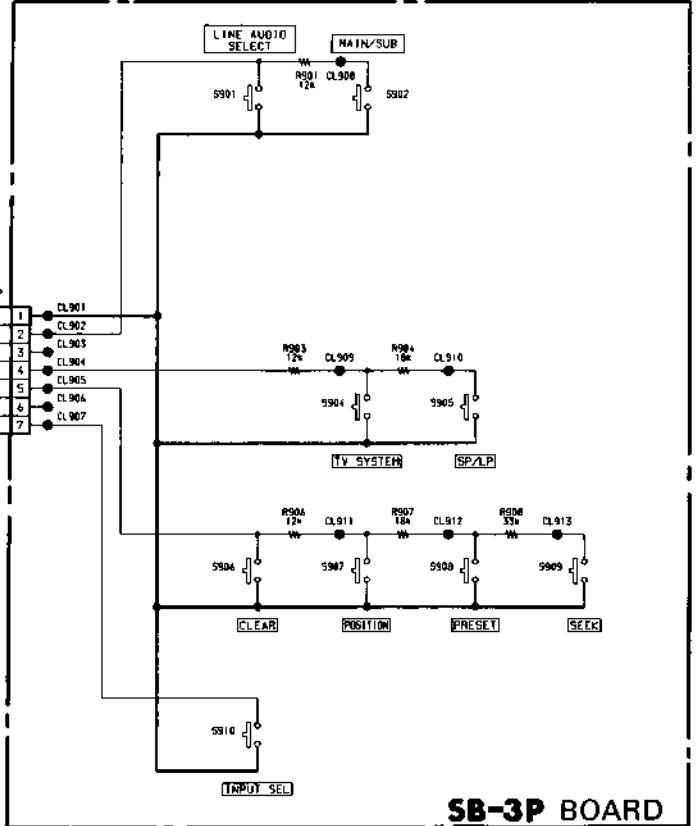 LINE AUDIO
SELECT
MAIN/SUB
R901
12k
CL908
S901
S902
1
2
3
4
5
6
7
CL901
CL902
CL903
CL904
CL905
CL906
CL907
R903
12k
CL909
R904
18k
CL910
S904
S905
TV SYSTEM
SP/LP
R906
12k
CL911
R907
18k
CL912
R908
33k
CL913
S906
S907
S908
S909
CLEAR
POSITION
PRESET
SEEK
S910
INPUT SEL
SB-3P BOARD